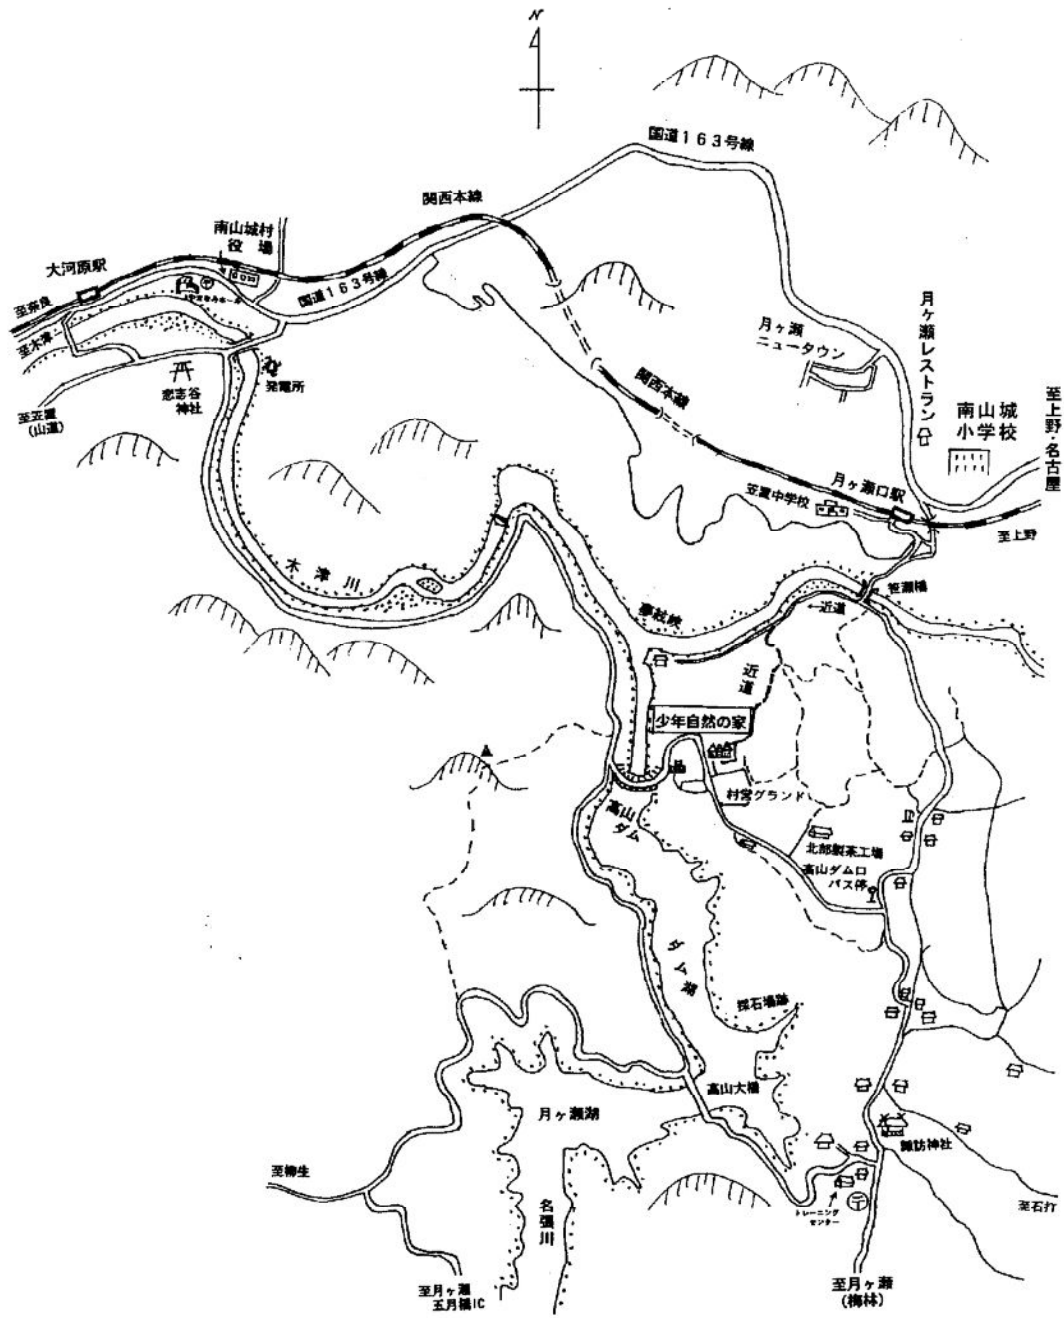 N
国道163号線
関西本線
南山城村
役場
大河原駅
至奈良
至木津
国道163号線
至笠置
(山道)
恋志谷
神社
発電所
月ヶ瀬
ニュータウン
月ヶ瀬レストラン
関西本線
南山城
小学校
至上野・名古屋
月ヶ瀬口駅
笠置中学校
至上野
木津川
夢絃峡
笹瀬橋
←近道
近道
少年自然の家
村営グランド
高山
ダム
北部製茶工場
高山ダム口
バス停
ダム湖
採石場跡
高山大橋
月ヶ瀬湖
諏訪神社
至柳生
名張川
トレーニング
センター
至石打
至月ヶ瀬
五月橋IC
至月ヶ瀬
(梅林)